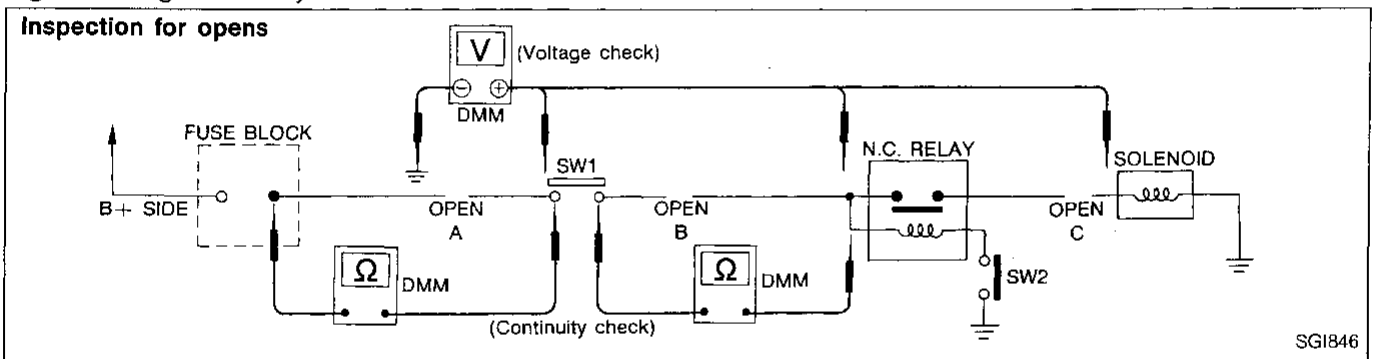 Inspection for opens
V
(Voltage check)
DMM
FUSE BLOCK
N.C. RELAY
SOLENOID
SW1
B+ SIDE
OPEN
A
OPEN
B
OPEN
C
Ω
DMM
Ω
DMM
SW2
(Continuity check)
SGI846